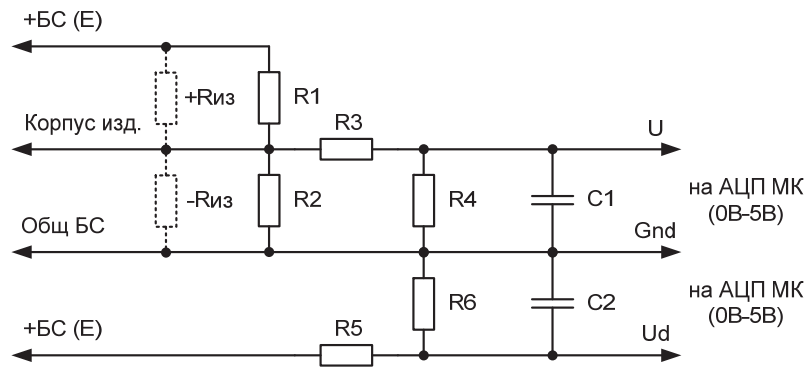 +БС (Е)
+Rиз
R1
Корпус изд.
R3
U
-Rиз
R2
R4
C1
на АЦП МК
(0В-5В)
Общ БС
Gnd
R6
C2
на АЦП МК
(0В-5В)
+БС (Е)
R5
Ud